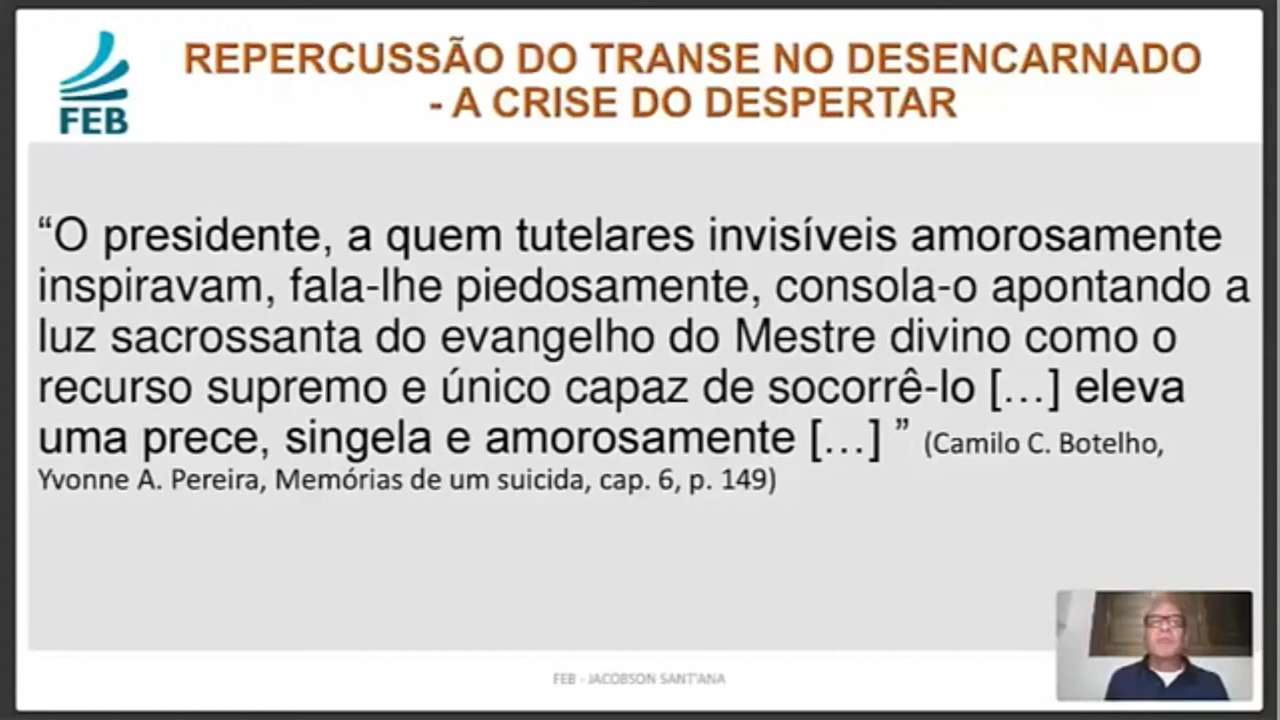 REPERCUSSÃO DO TRANSE NO DESENCARNADO
- A CRISE DO DESPERTAR
FEB
“O presidente, a quem tutelares invisíveis amorosamente
inspiravam, fala-lhe piedosamente, consola-o apontando a
luz sacrossanta do evangelho do Mestre divino como o
recurso supremo e único capaz de socorrê-lo [...] eleva
uma prece, singela e amorosamente [...] ” (Camilo C. Botelho,
Yvonne A. Pereira, Memórias de um suicida, cap. 6, p. 149)
FEB - JACOBSON SANT'ANA